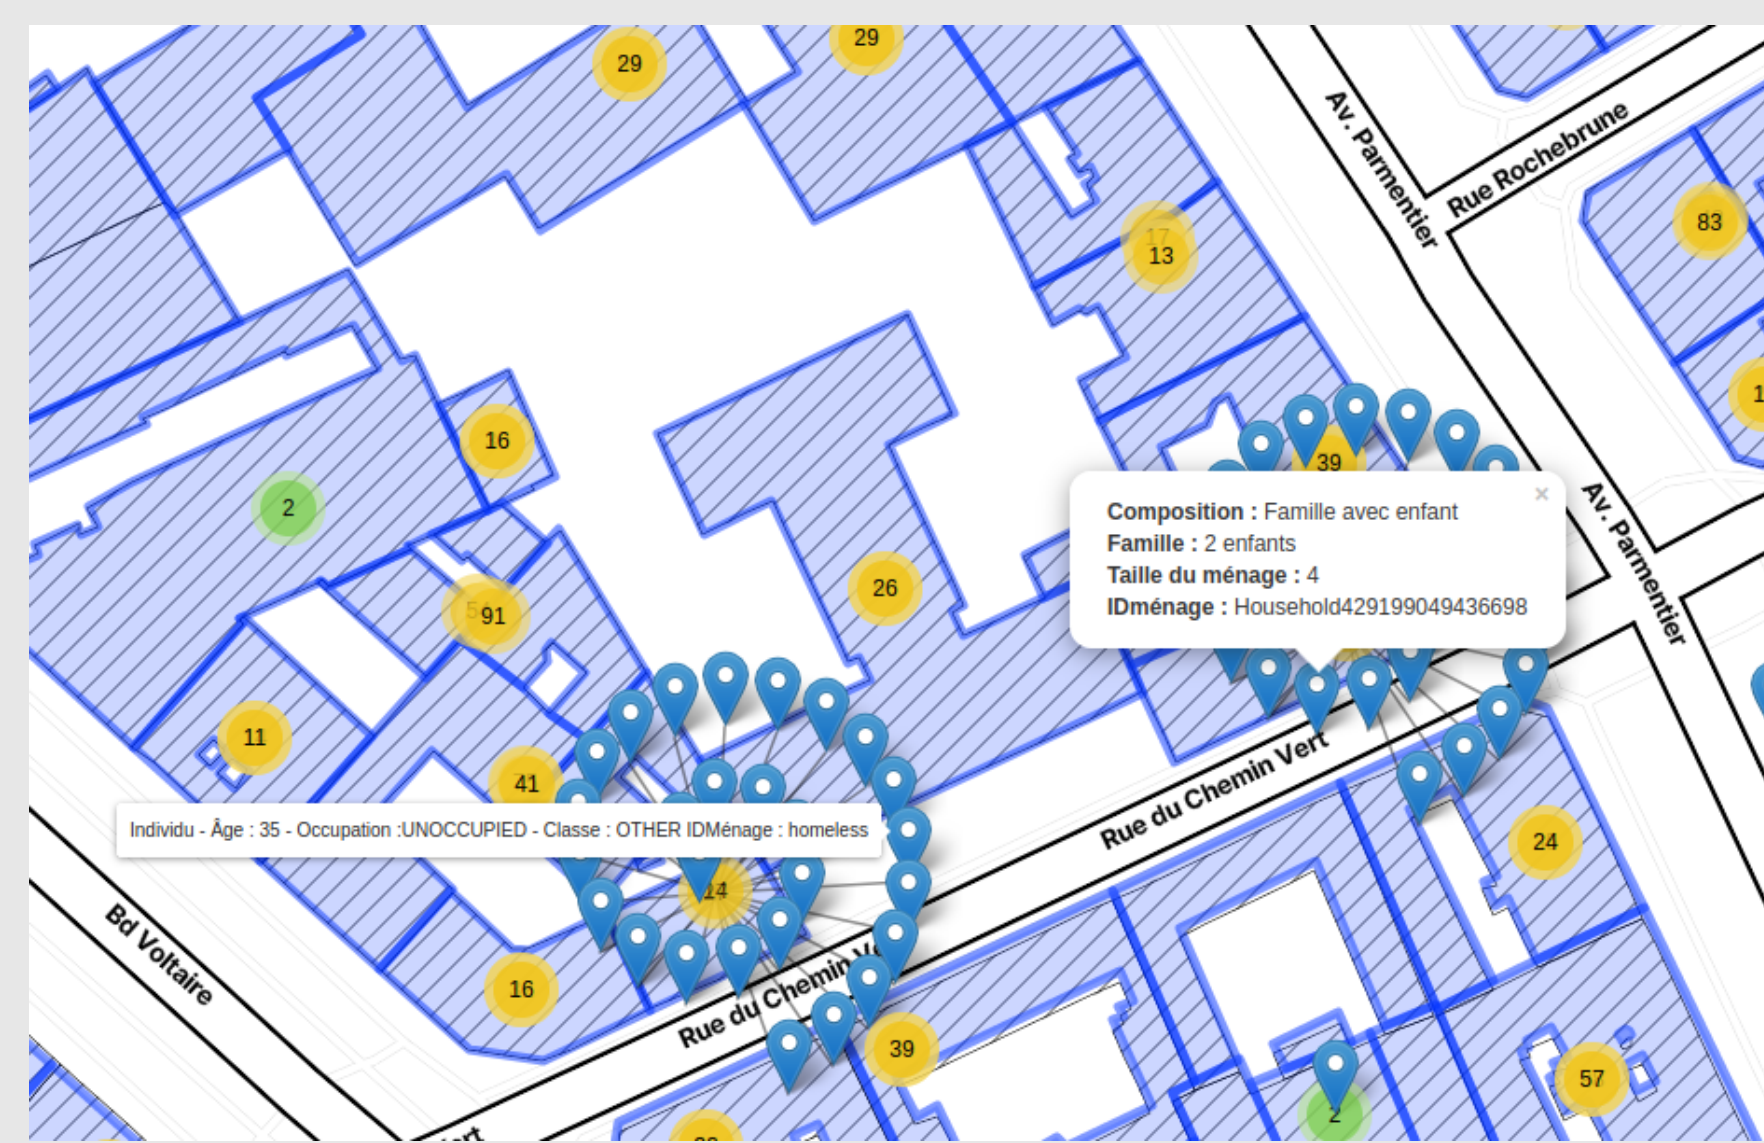 29
29
Av. Parmentier
Rue Rochebrune
83
17
13
16
2
39
Composition : Famille avec enfant
Famille : 2 enfants
Taille du ménage : 4
IDménage : Household429199049436698
×
Av. Parmentier
26
91
11
41
Rue du Chemin Vert
Individu - Âge : 35 - Occupation :UNOCCUPIED - Classe : OTHER IDMénage : homeless
24
Bd Voltaire
16
Rue du Chemin
39
57
2